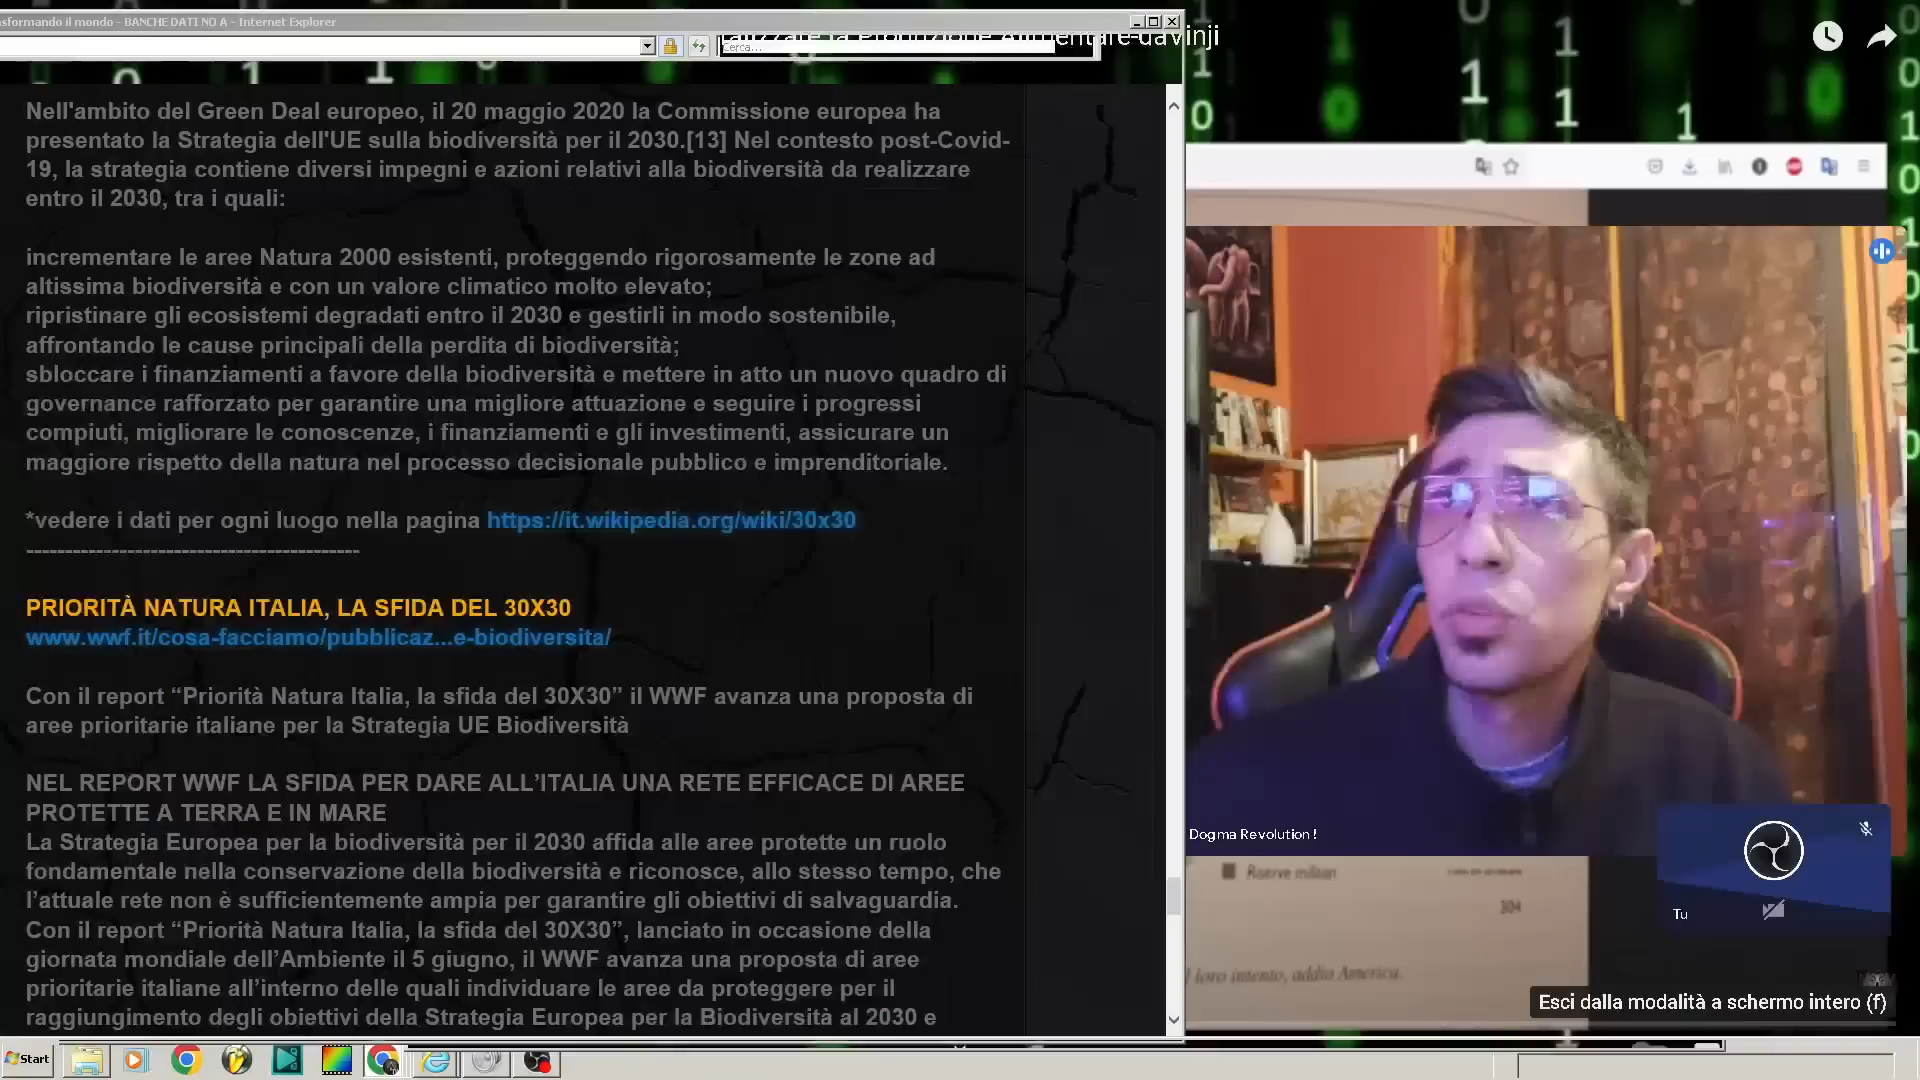 asformando il mondo - BANCHE DATI NO A - Internet Explorer
Cerca...
Nell'ambito del Green Deal europeo, il 20 maggio 2020 la Commissione europea ha
presentato la Strategia dell'UE sulla biodiversità per il 2030.[13] Nel contesto post-Covid-
19, la strategia contiene diversi impegni e azioni relativi alla biodiversità da realizzare
entro il 2030, tra i quali:
incrementare le aree Natura 2000 esistenti, proteggendo rigorosamente le zone ad
altissima biodiversità e con un valore climatico molto elevato;
ripristinare gli ecosistemi degradati entro il 2030 e gestirli in modo sostenibile,
affrontando le cause principali della perdita di biodiversità;
sbloccare i finanziamenti a favore della biodiversità e mettere in atto un nuovo quadro di
governance rafforzato per garantire una migliore attuazione e seguire i progressi
compiuti, migliorare le conoscenze, i finanziamenti e gli investimenti, assicurare un
maggiore rispetto della natura nel processo decisionale pubblico e imprenditoriale.
*vedere i dati per ogni luogo nella pagina https://it.wikipedia.org/wiki/30x30
-------------------------------------------
PRIORITÀ NATURA ITALIA, LA SFIDA DEL 30X30
www.wwf.it/cosa-facciamo/pubblicaz...e-biodiversita/
Con il report “Priorità Natura Italia, la sfida del 30X30” il WWF avanza una proposta di
aree prioritarie italiane per la Strategia UE Biodiversità
NEL REPORT WWF LA SFIDA PER DARE ALL’ITALIA UNA RETE EFFICACE DI AREE
PROTETTE A TERRA E IN MARE
La Strategia Europea per la biodiversità per il 2030 affida alle aree protette un ruolo
fondamentale nella conservazione della biodiversità e riconosce, allo stesso tempo, che
l’attuale rete non è sufficientemente ampia per garantire gli obiettivi di salvaguardia.
Con il report “Priorità Natura Italia, la sfida del 30X30”, lanciato in occasione della
giornata mondiale dell’Ambiente il 5 giugno, il WWF avanza una proposta di aree
prioritarie italiane all’interno delle quali individuare le aree da proteggere per il
raggiungimento degli obiettivi della Strategia Europea per la Biodiversità al 2030 e
Dogma Revolution !
Riserve militari
304
loro intento, addio America.
Tu
Esci dalla modalità a schermo intero (f)
Start